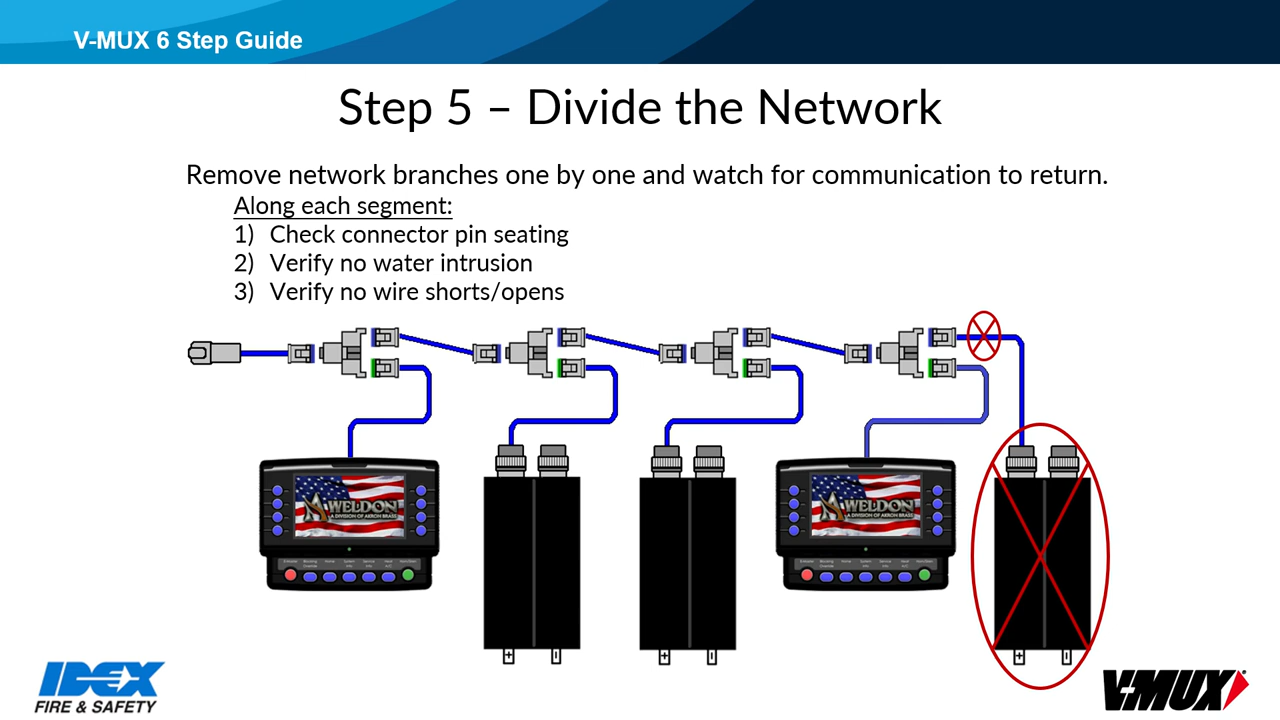 V-MUX 6 Step Guide
Step 5 – Divide the Network
Remove network branches one by one and watch for communication to return.
Along each segment:
1) Check connector pin seating
2) Verify no water intrusion
3) Verify no wire shorts/opens
WELDON
A DIVISION OF AKRON BRASS
WELDON
A DIVISION OF AKRON BRASS
+ -
+ -
+ -
IDEX
FIRE & SAFETY
V-MUX